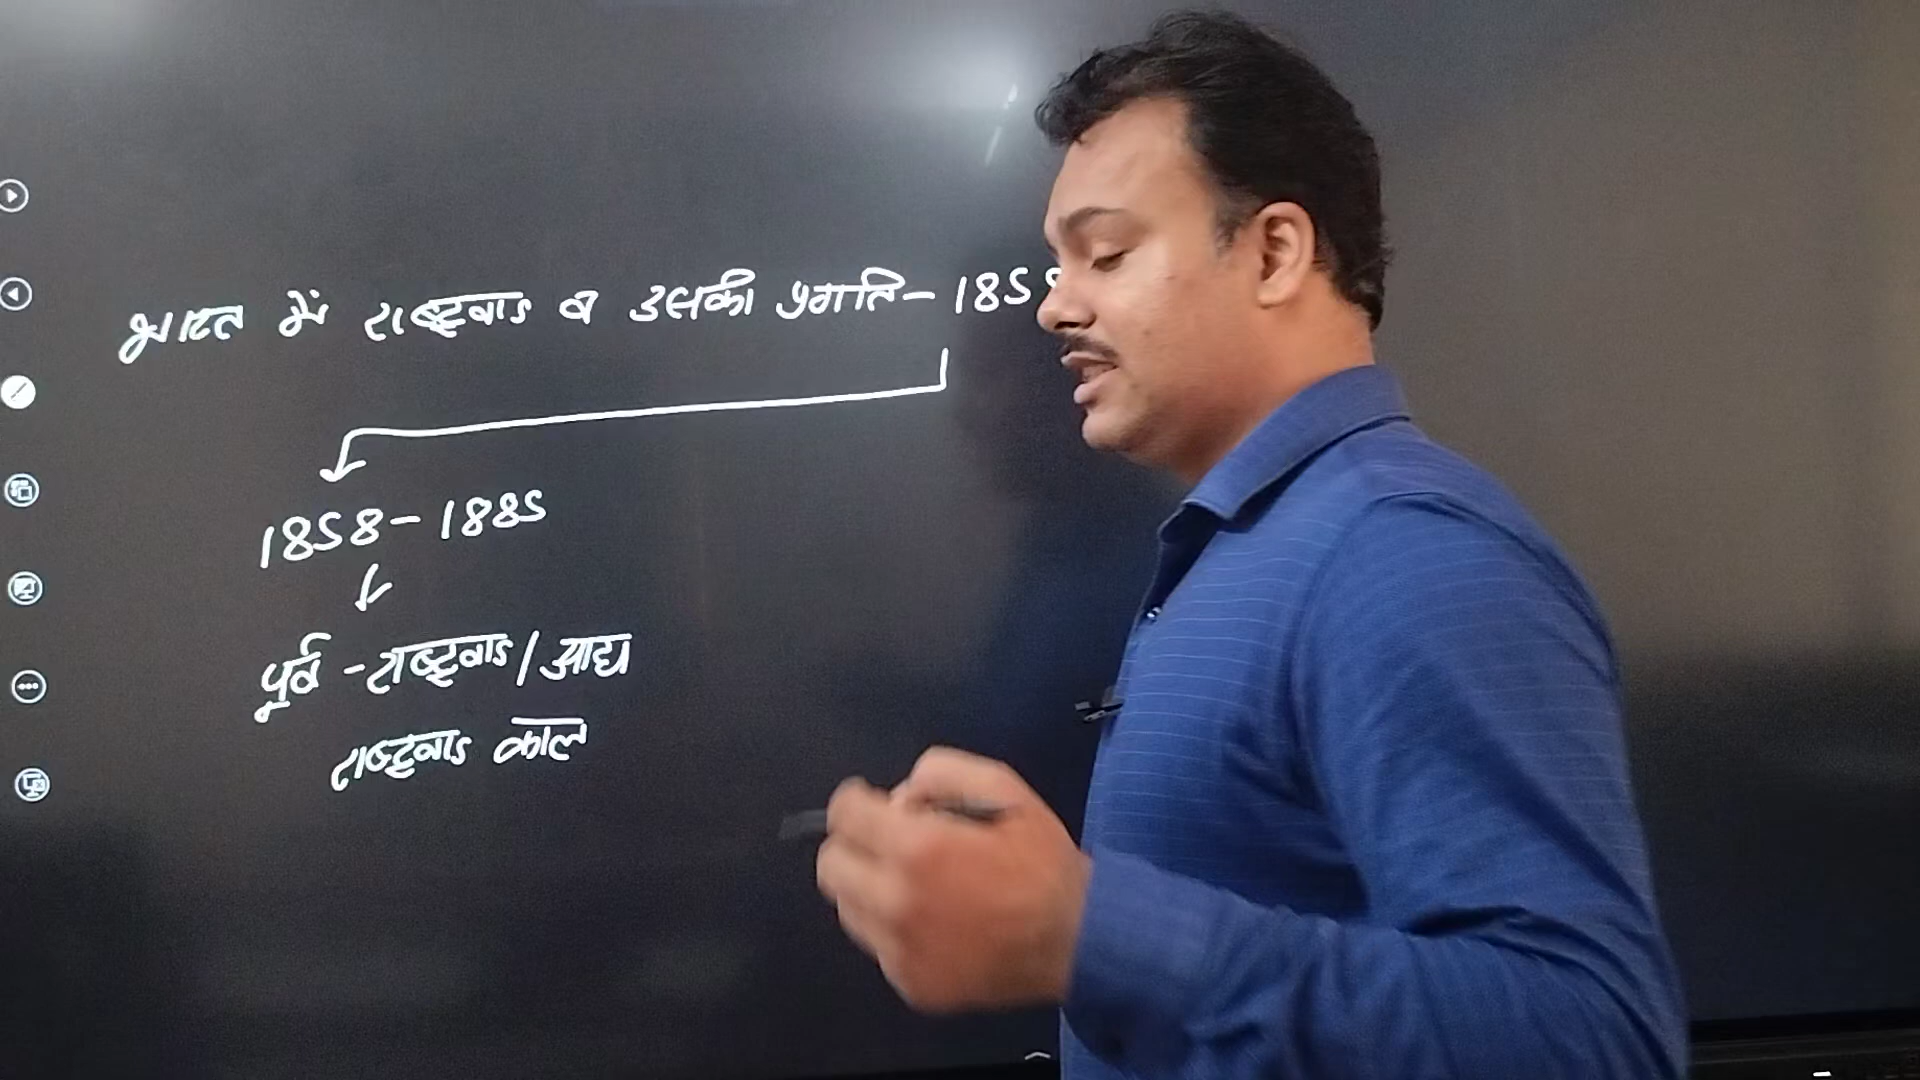 भारत में राष्ट्रवाद व उसकी प्रगति - 1858
1858 - 1885
पूर्व - राष्ट्रवाद / आद्य
राष्ट्रवाद काल